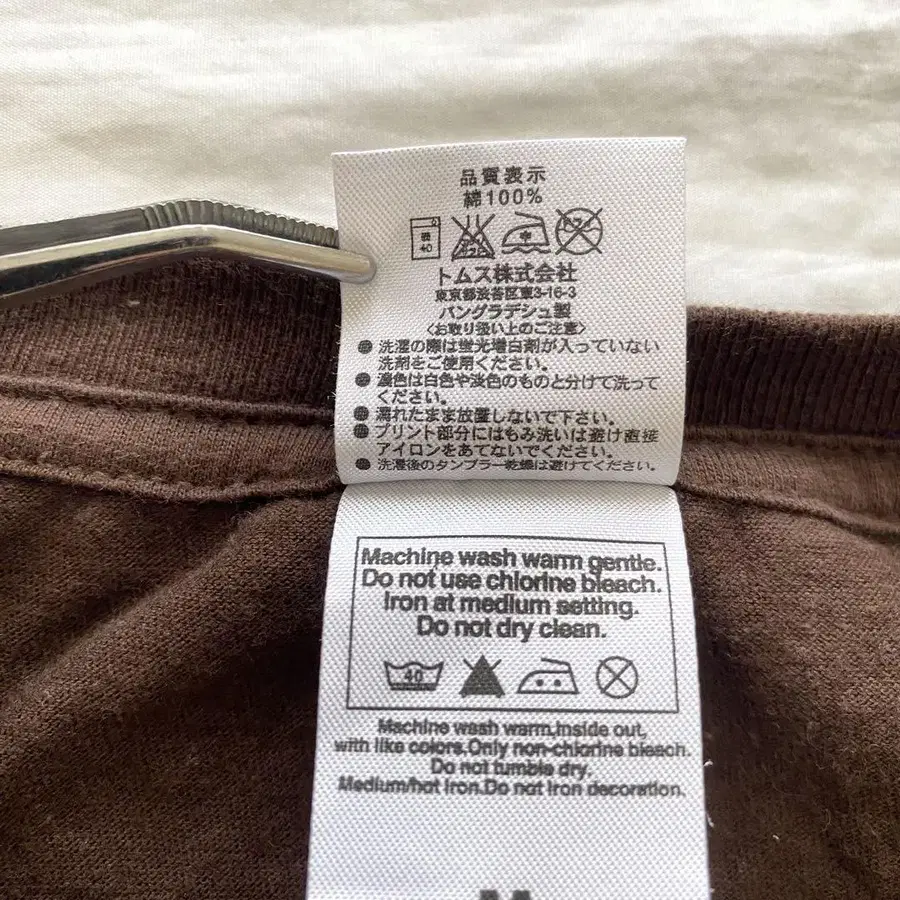 品質表示
綿100%
40
トムス株式会社
東京都渋谷区東3-16-3
バングラデシュ製
〈お取り扱い上のご注意〉
● 洗濯の際は蛍光増白剤が入っていない
洗剤をご使用ください。
● 濃色は白色や淡色のものと分けて洗って
ください。
● 濡れたまま放置しないで下さい。
● プリント部分にはもみ洗いは避け直接
アイロンをあてないでください。
● 洗濯後のタンブラー乾燥は避けてください。
Machine wash warm gentle.
Do not use chlorine bleach.
Iron at medium setting.
Do not dry clean.
40
Machine wash warm,inside out,
with like colors.Only non-chlorine bleach.
Do not tumble dry.
Medium/hot iron.Do not iron decoration.